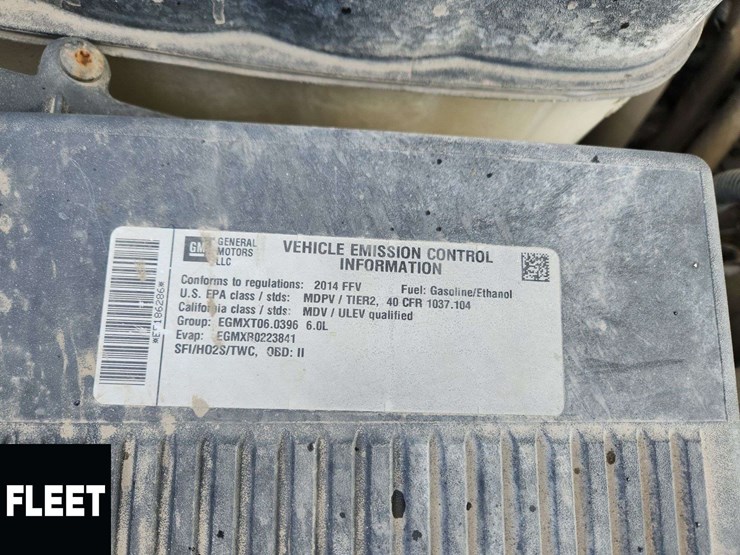 GM GENERAL
MOTORS
LLC
VEHICLE EMISSION CONTROL
INFORMATION
Conforms to regulations: 2014 FFV Fuel: Gasoline/Ethanol
U.S. EPA class / stds: MDPV / TIER2, 40 CFR 1037.104
California class / stds: MDV / ULEV qualified
Group: EGMXT06.0396 6.0L
Evap: EGMXR0223841
SFI/HO2S/TWC, OBD: II
FLEET